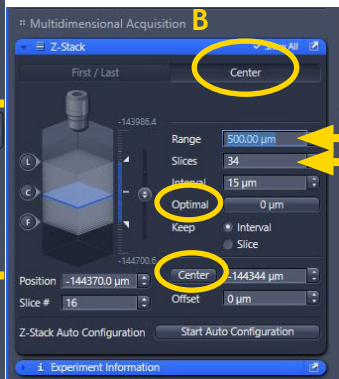 Multidimensional Acquisition B
Z-Stack Show All
First / Last Center
-143986.4
Range 500.00 µm
Slices 34
L
Interval 15 µm
C
Optimal 0 µm
F
Keep Interval
Slice
-144700.6
Position -144370.0 µm Center -144344 µm
Slice # 16 Offset 0 µm
Z-Stack Auto Configuration Start Auto Configuration
i Experiment Information